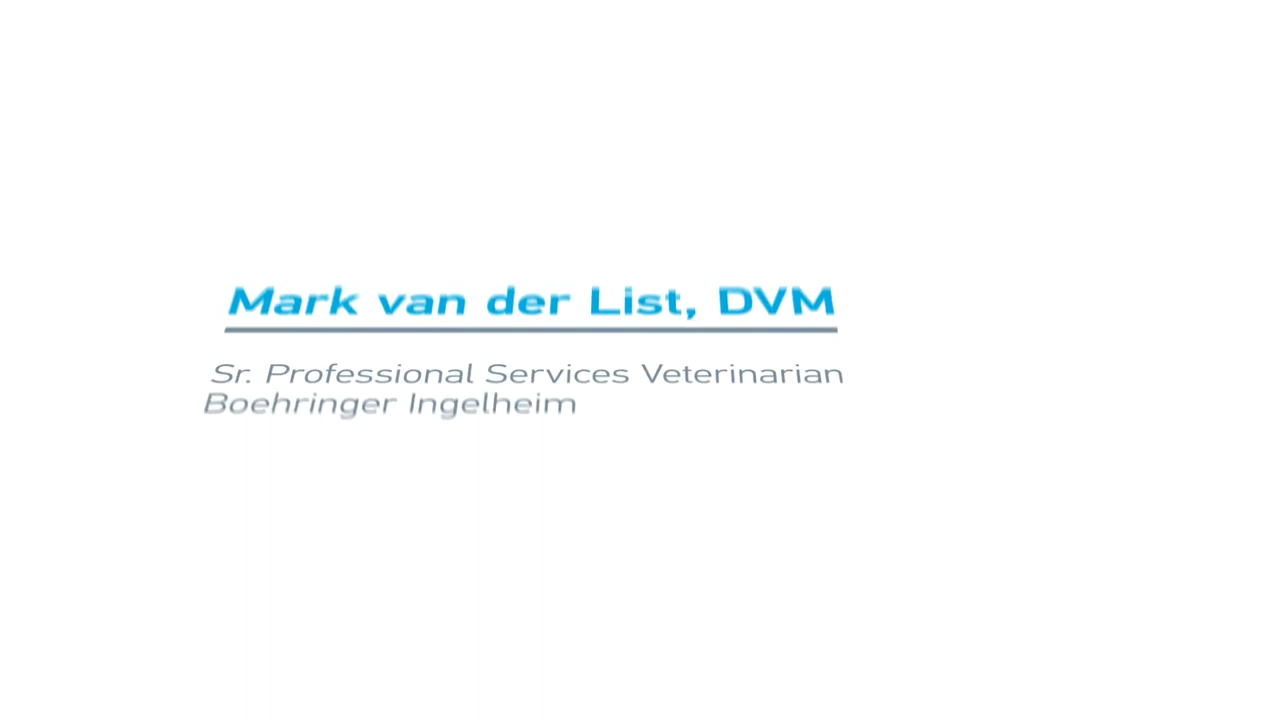 Mark van der List, DVM
Sr. Professional Services Veterinarian
Boehringer Ingelheim